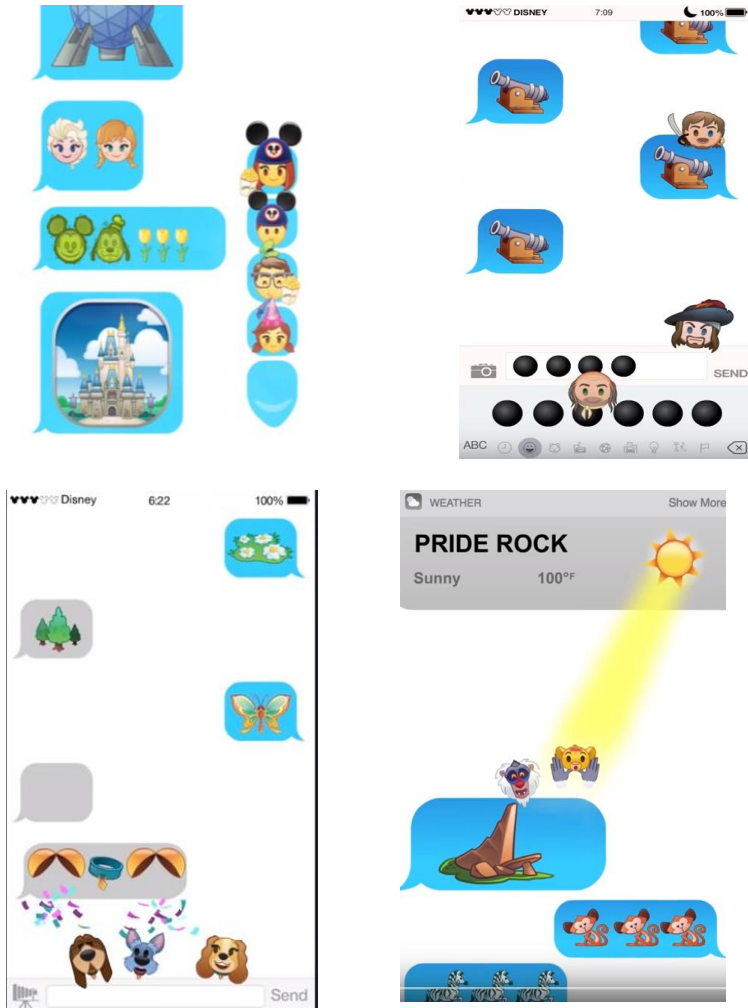 DISNEY 7:09 100%
SEND
ABC
Disney 6:22 100%
Send
WEATHER Show More
PRIDE ROCK
Sunny 100°F